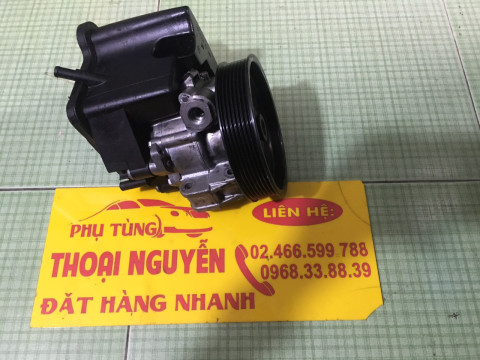 PHỤ TÙNG
LIÊN HỆ:
THOẠI NGUYỄN
02.466.599 788
0968.33.88.39
ĐẶT HÀNG NHANH